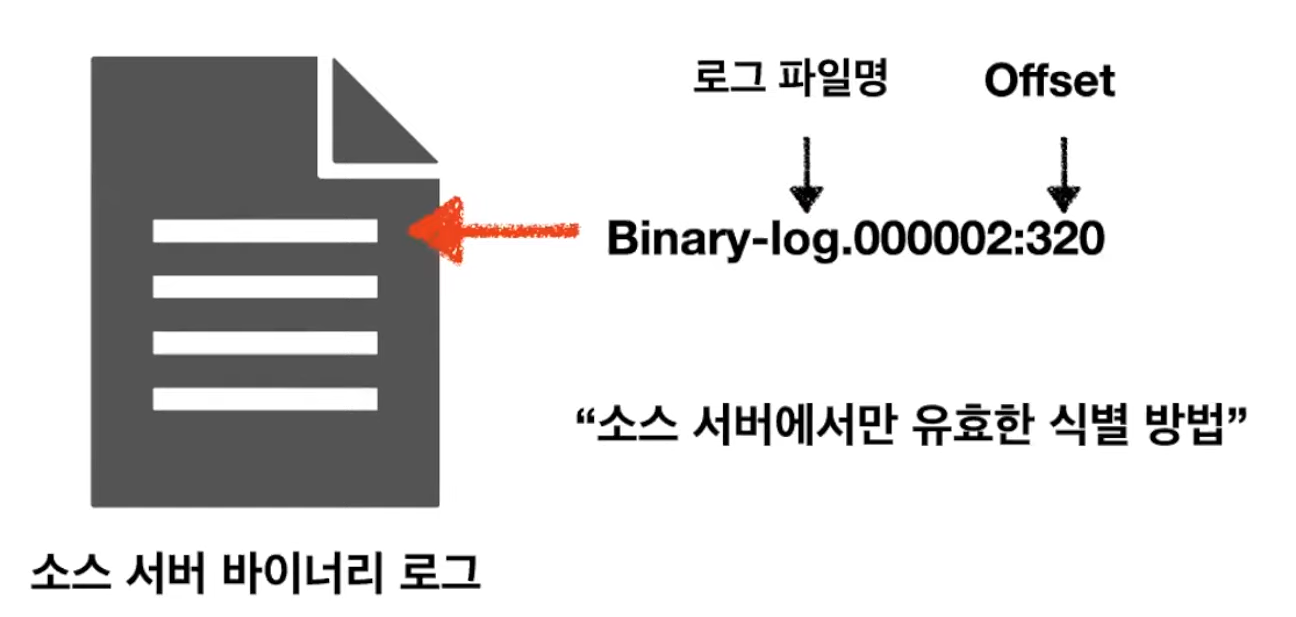 로그 파일명
Offset
Binary-log.000002:320
“소스 서버에서만 유효한 식별 방법”
소스 서버 바이너리 로그